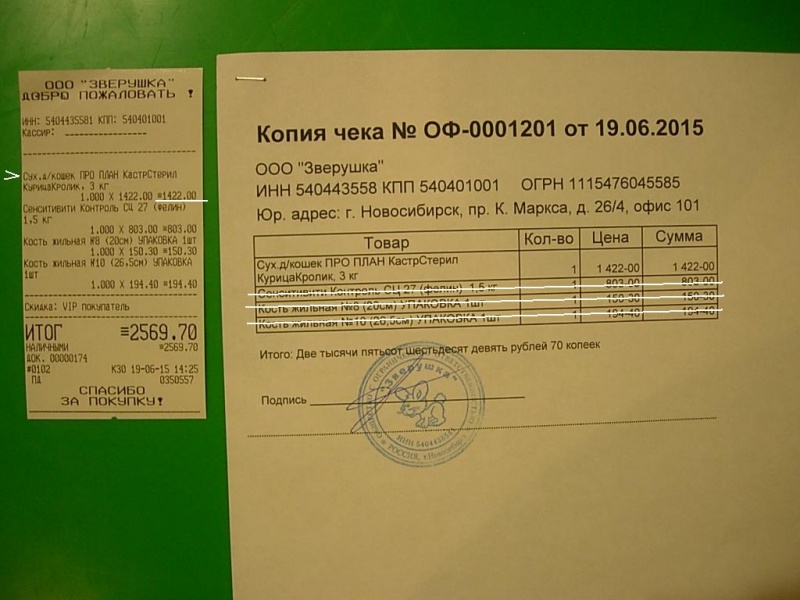 ООО "ЗВЕРУШКА"
ДОБРО ПОЖАЛОВАТЬ !
ИНН: 5404435581 КПП: 540401001
Кассир:
Сух.д/кошек ПРО ПЛАН КастрСтерил
КурицаКролик, 3 кг
1.000 X 1422.00 =1422.00
Сенситивити Контроль СЦ 27 (фелин)
1,5 кг
1.000 X 803.00 =803.00
Кость жильная №8 (20см) УПАКОВКА 1шт
1.000 X 150.30 =150.30
Кость жильная №10 (26,5см) УПАКОВКА
1шт
1.000 X 194.40 =194.40
Скидка: VIP покупатель
ИТОГ =2569.70
НАЛИЧНЫМИ =2569.70
ДОК. 00000174
#0102 К30 19-06-15 14:25
ПД 0350557
СПАСИБО
ЗА ПОКУПКУ!
Копия чека № ОФ-0001201 от 19.06.2015
ООО "Зверушка"
ИНН 540443558 КПП 540401001 ОГРН 1115476045585
Юр. адрес: г. Новосибирск, пр. К. Маркса, д. 26/4, офис 101
Товар Кол-во Цена Сумма
Сух.д/кошек ПРО ПЛАН КастрСтерил
КурицаКролик, 3 кг 1 1 422-00 1 422-00
Сенситивити Контроль СЦ 27 (фелин) 1,5 кг 1 803-00 803-00
Кость жильная №8 (20см) УПАКОВКА 1шт 1 150-30 150-30
Кость жильная №10 (26,5см) УПАКОВКА 1шт 1 194-40 194-40
Итого: Две тысячи пятьсот шестьдесят девять рублей 70 копеек
Подпись
"Зверушка"
ИНН 5404435581
РОССИЯ, г.Новосибирск